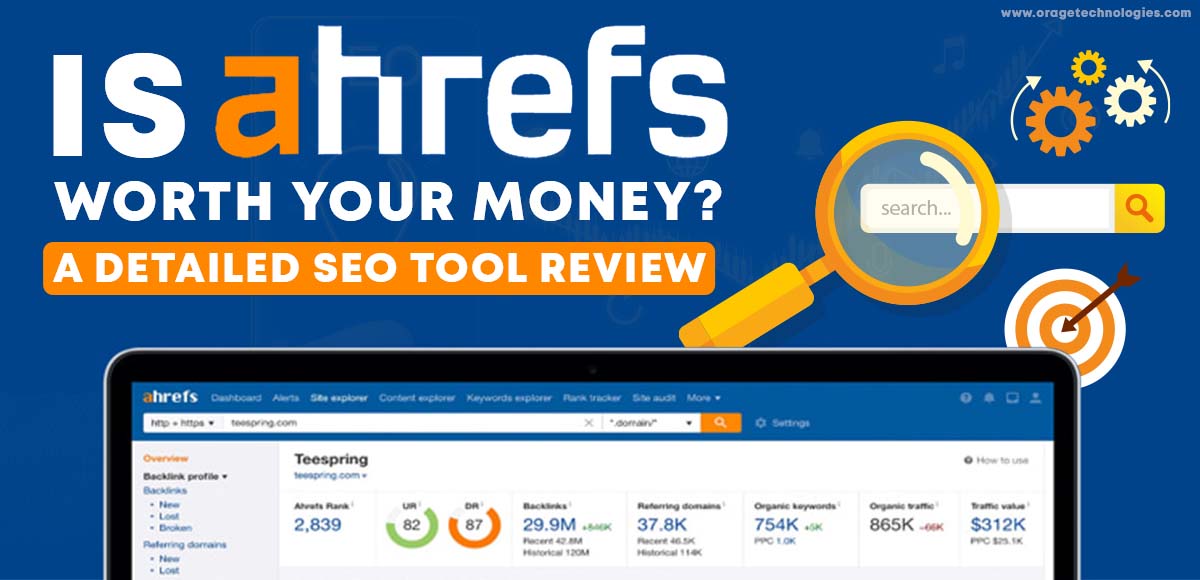 www.oragetechnologies.com
IS ahrefs
WORTH YOUR MONEY?
A DETAILED SEO TOOL REVIEW
search...
ahrefs Dashboard Alerts Site explorer Content explorer Keywords explorer Rank tracker Site audit More
http + https teespring.com *.domain/* Settings
Overview
Backlink profile
Backlinks
New
Lost
Broken
Referring domains
New
Lost
Teespring
teespring.com
How to use
Ahrefs Rank UR DR Backlinks Referring domains Organic keywords Organic traffic Traffic value
2,839 82 87 29.9M +846K 37.8K 754K +5K 865K -66K $312K
Recent 42.8M Recent 46.5K PPC 1.0K PPC $25.1K
Historical 120M Historical 114K